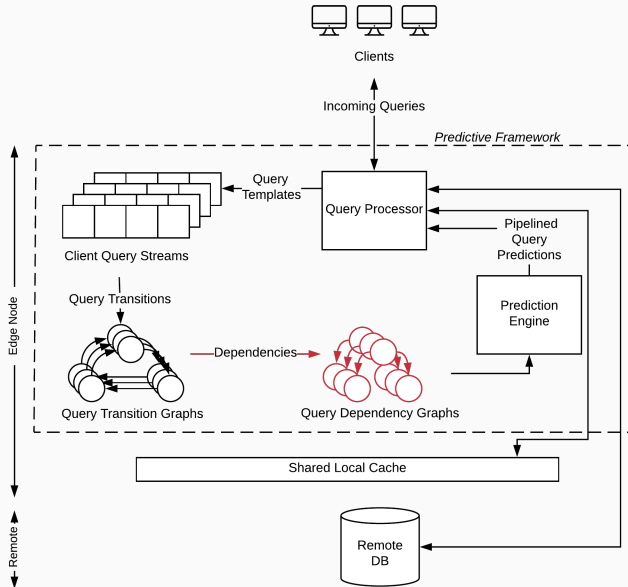 Clients
Incoming Queries
Predictive Framework
Query
Templates
Query Processor
Pipelined
Query
Predictions
Client Query Streams
Query Transitions
Prediction
Engine
Edge Node
Dependencies
Query Transition Graphs
Query Dependency Graphs
Shared Local Cache
Remote
Remote
DB